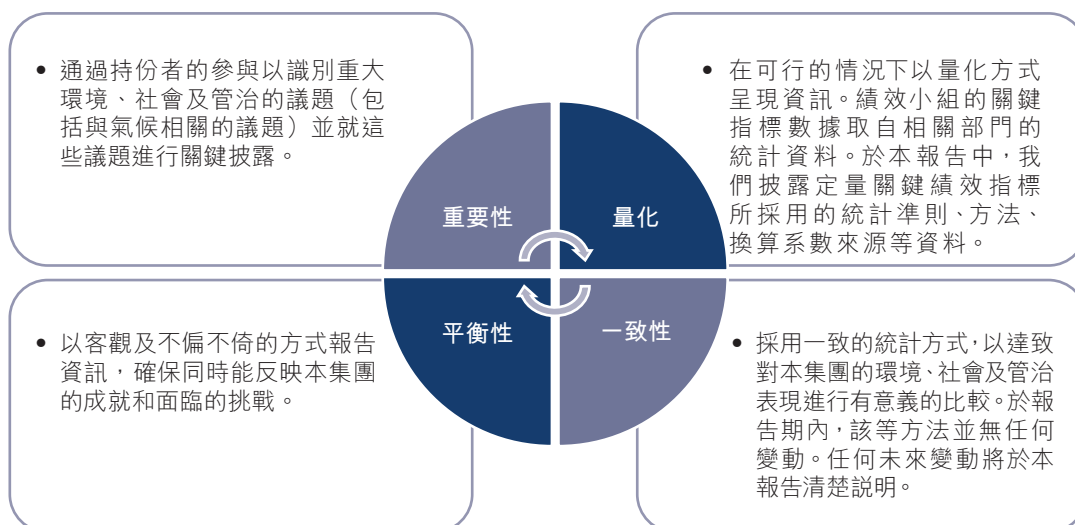 • 通過持份者的參與以識別重大
環境、社會及管治的議題（包
括與氣候相關的議題）並就這
些議題進行關鍵披露。
• 在可行的情況下以量化方式
呈現資訊。績效小組的關鍵
指標數據取自相關部門的
統計資料。於本報告中，我
們披露定量關鍵績效指標
所採用的統計準則、方法、
換算系數來源等資料。
重要性
量化
平衡性
一致性
• 以客觀及不偏不倚的方式報告
資訊，確保同時能反映本集團
的成就和面臨的挑戰。
• 採用一致的統計方式，以達致
對本集團的環境、社會及管治
表現進行有意義的比較。於報
告期內，該等方法並無任何
變動。任何未來變動將於本
報告清楚説明。